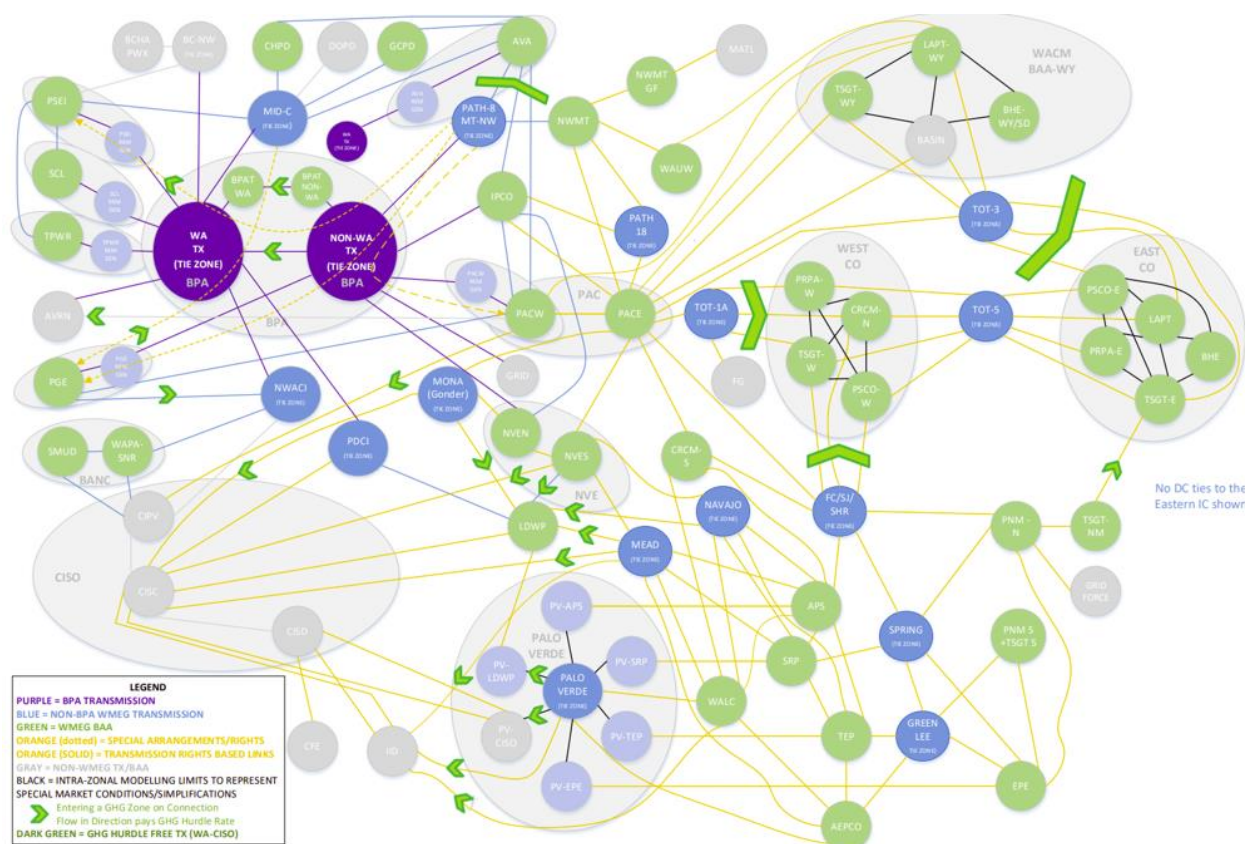 BCHA
PWX
BC-NW
(TIE ZONE)
CHPD
DOPD
GCPD
AVA
MATL
NWMT
GF
LAPT-
WY
WACM
BAA-WY
PSEI
MID-C
(TIE ZONE)
PATH-8
MT-NW
(TIE ZONE)
NWMT
TSGT-
WY
BHE-
WY/SD
BASIN
WAUW
SCL
BPAT
WA
BPAT
NON-
WA
IPCO
PATH
18
(TIE ZONE)
TOT-3
(TIE ZONE)
TPWR
WA
TX
(TIE ZONE)
BPA
NON-WA
TX
(TIE ZONE)
BPA
BPA
WEST
CO
EAST
CO
PAC
PRPA-
W
PSCO-E
AVRN
PACW
PACE
TOT-1A
(TIE ZONE)
CRCM-
N
TOT-5
(TIE ZONE)
LAPT
TSGT-
W
PRPA-E
BHE
PGE
NWACI
(TIE ZONE)
MONA
(Gonder)
(TIE ZONE)
GRID
FG
PSCO-
W
TSGT-E
SMUD
WAPA-
SNR
BANC
PDCI
(TIE ZONE)
NVEN
NVES
NVE
CRCM-
S
No DC ties to the
Eastern IC shown
CIPV
LDWP
NAVAJO
(TIE ZONE)
FC/SJ/
SHR
(TIE ZONE)
PNM -
N
TSGT-
NM
CISO
CISC
MEAD
(TIE ZONE)
GRID
FORCE
PV-APS
APS
CISD
PALO
VERDE
SPRING
(TIE ZONE)
PNM S
+TSGT S
PV-
LDWP
PV-SRP
SRP
PALO
VERDE
(TIE ZONE)
WALC
PV-
CISO
PV-TEP
TEP
GREEN
LEE
(TIE ZONE)
CFE
IID
PV-EPE
EPE
AEPCO
LEGEND
PURPLE = BPA TRANSMISSION
BLUE = NON-BPA WMEG TRANSMISSION
GREEN = WMEG BAA
ORANGE (dotted) = SPECIAL ARRANGEMENTS/RIGHTS
ORANGE (SOLID) = TRANSMISSION RIGHTS BASED LINKS
GRAY = NON-WMEG TX/BAA
BLACK = INTRA-ZONAL MODELLING LIMITS TO REPRESENT
SPECIAL MARKET CONDITIONS/SIMPLIFICATIONS
Entering a GHG Zone on Connection
Flow in Direction pays GHG Hurdle Rate
DARK GREEN = GHG HURDLE FREE TX (WA-CISO)